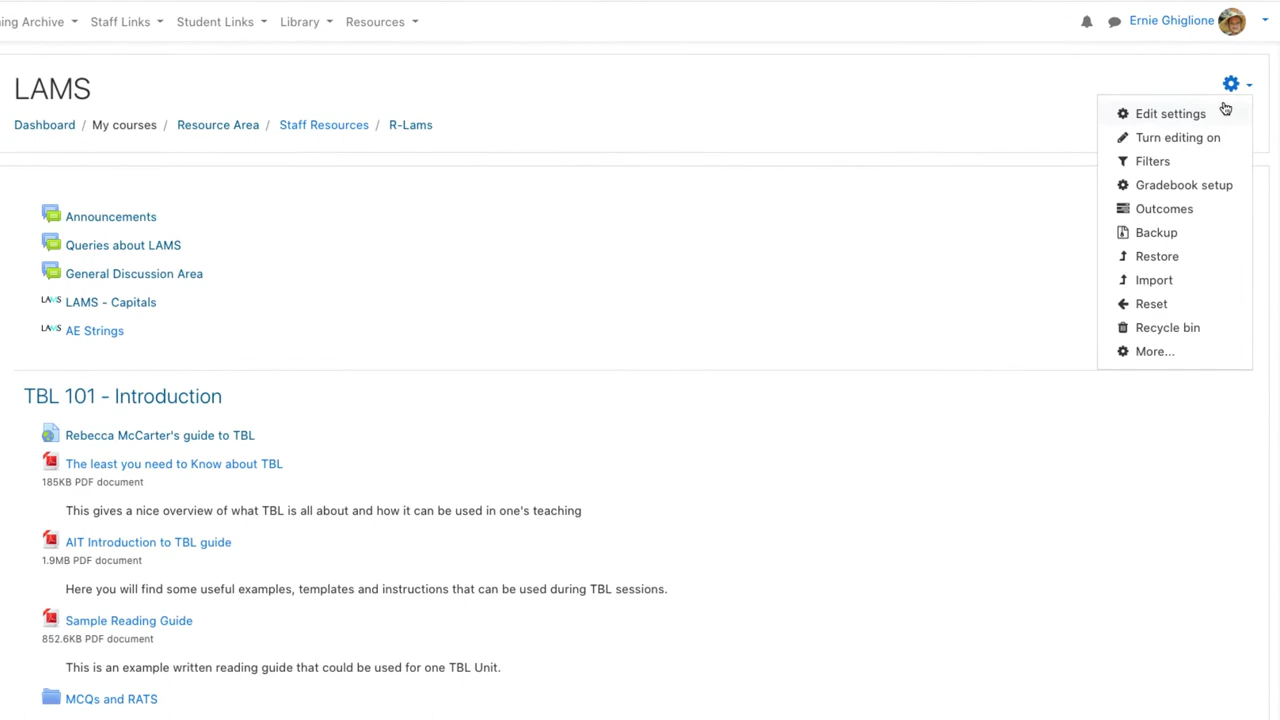 ing Archive Staff Links Student Links Library Resources Ernie Ghiglione
LAMS
Dashboard / My courses / Resource Area / Staff Resources / R-Lams
Edit settings
Turn editing on
Filters
Gradebook setup
Outcomes
Backup
Restore
Import
Reset
Recycle bin
More...
Announcements
Queries about LAMS
General Discussion Area
LAMS LAMS - Capitals
LAMS AE Strings
TBL 101 - Introduction
Rebecca McCarter's guide to TBL
The least you need to Know about TBL
185KB PDF document
This gives a nice overview of what TBL is all about and how it can be used in one's teaching
AIT Introduction to TBL guide
1.9MB PDF document
Here you will find some useful examples, templates and instructions that can be used during TBL sessions.
Sample Reading Guide
852.6KB PDF document
This is an example written reading guide that could be used for one TBL Unit.
MCQs and RATS